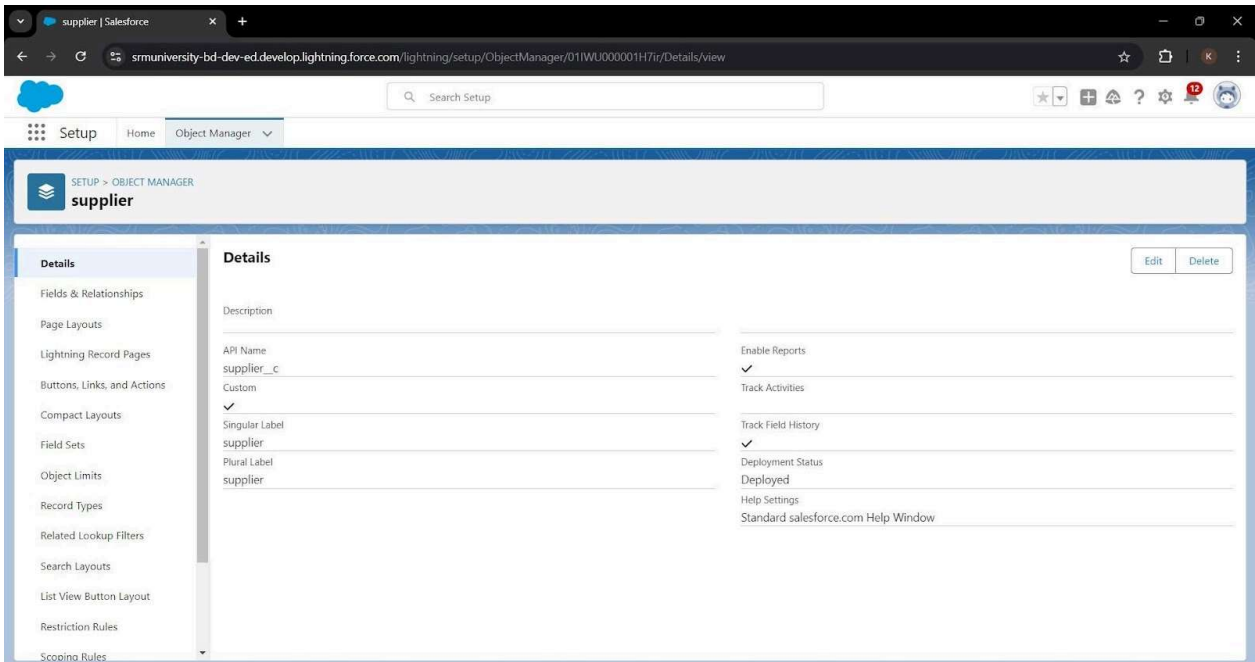 supplier | Salesforce
srmuniversity-bd-dev-ed.develop.lightning.force.com/lightning/setup/ObjectManager/01IWU000001H7ir/Details/view
K
Search Setup
12
Setup
Home
Object Manager
SETUP > OBJECT MANAGER
supplier
Details
Fields & Relationships
Page Layouts
Lightning Record Pages
Buttons, Links, and Actions
Compact Layouts
Field Sets
Object Limits
Record Types
Related Lookup Filters
Search Layouts
List View Button Layout
Restriction Rules
Scoping Rules
Details
Edit
Delete
Description
API Name
supplier__c
Custom
Singular Label
supplier
Plural Label
supplier
Enable Reports
Track Activities
Track Field History
Deployment Status
Deployed
Help Settings
Standard salesforce.com Help Window